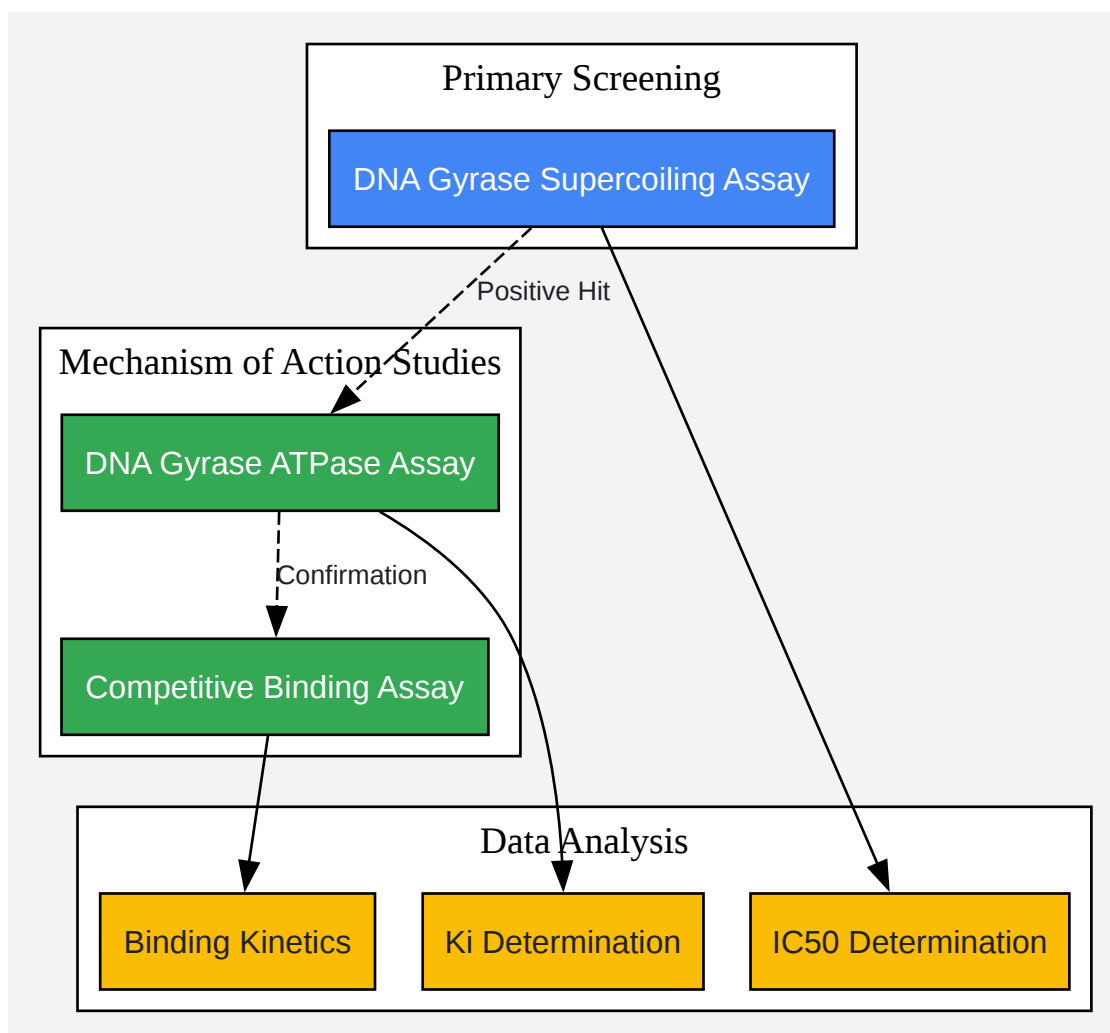 Primary Screening
DNA Gyrase Supercoiling Assay
Positive Hit
Mechanism of Action Studies
DNA Gyrase ATPase Assay
Confirmation
Competitive Binding Assay
Data Analysis
Binding Kinetics
Ki Determination
IC50 Determination